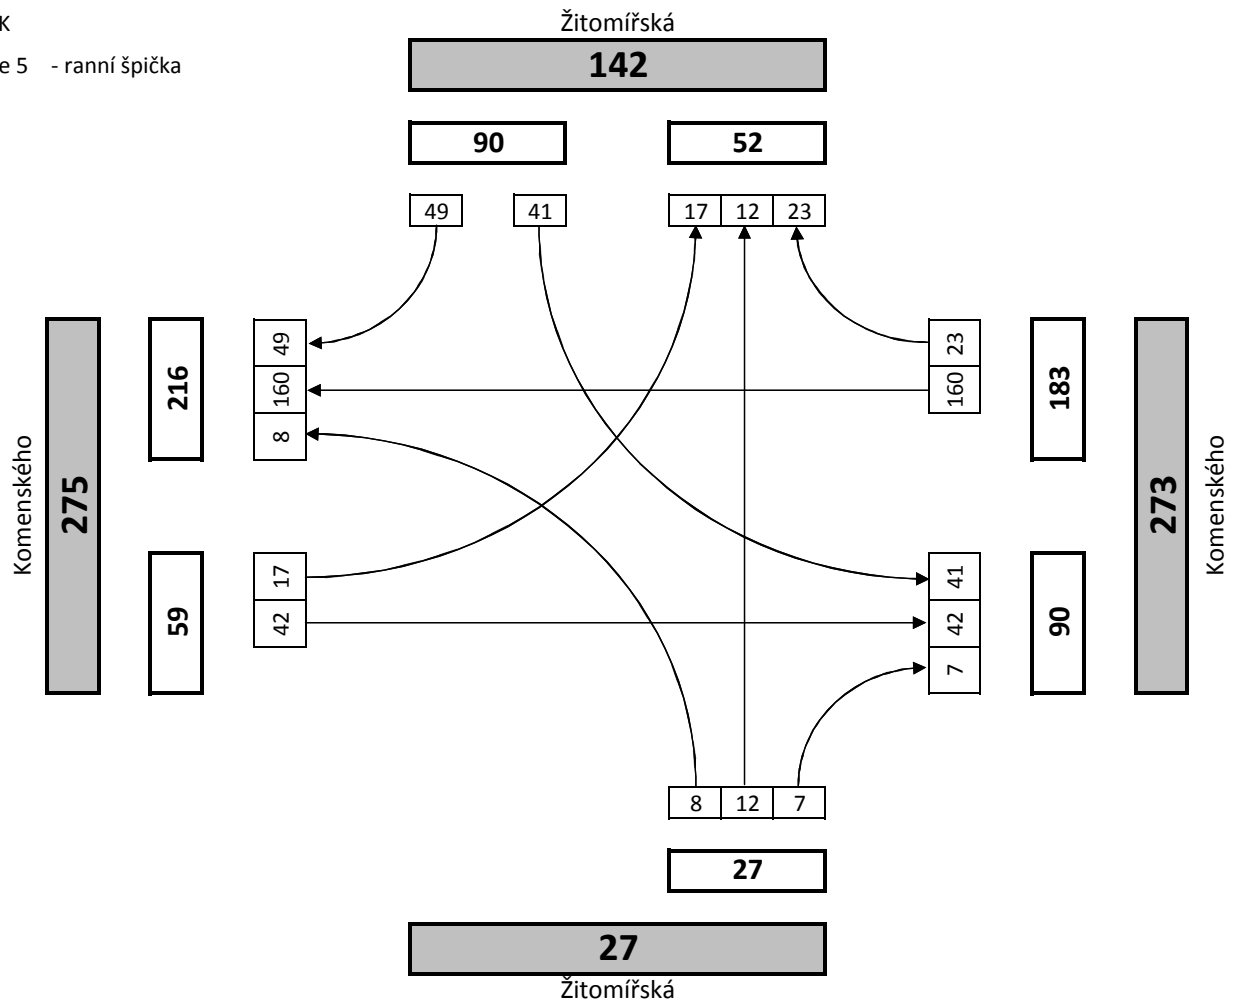 K
Žitomířská
e 5 - ranní špička
142
90 52
49 41 17 12 23
49 23
160 160
8
216 183
Komenského 275 273 Komenského
17 41
42 42
7
59 90
8 12 7
27
27
Žitomířská